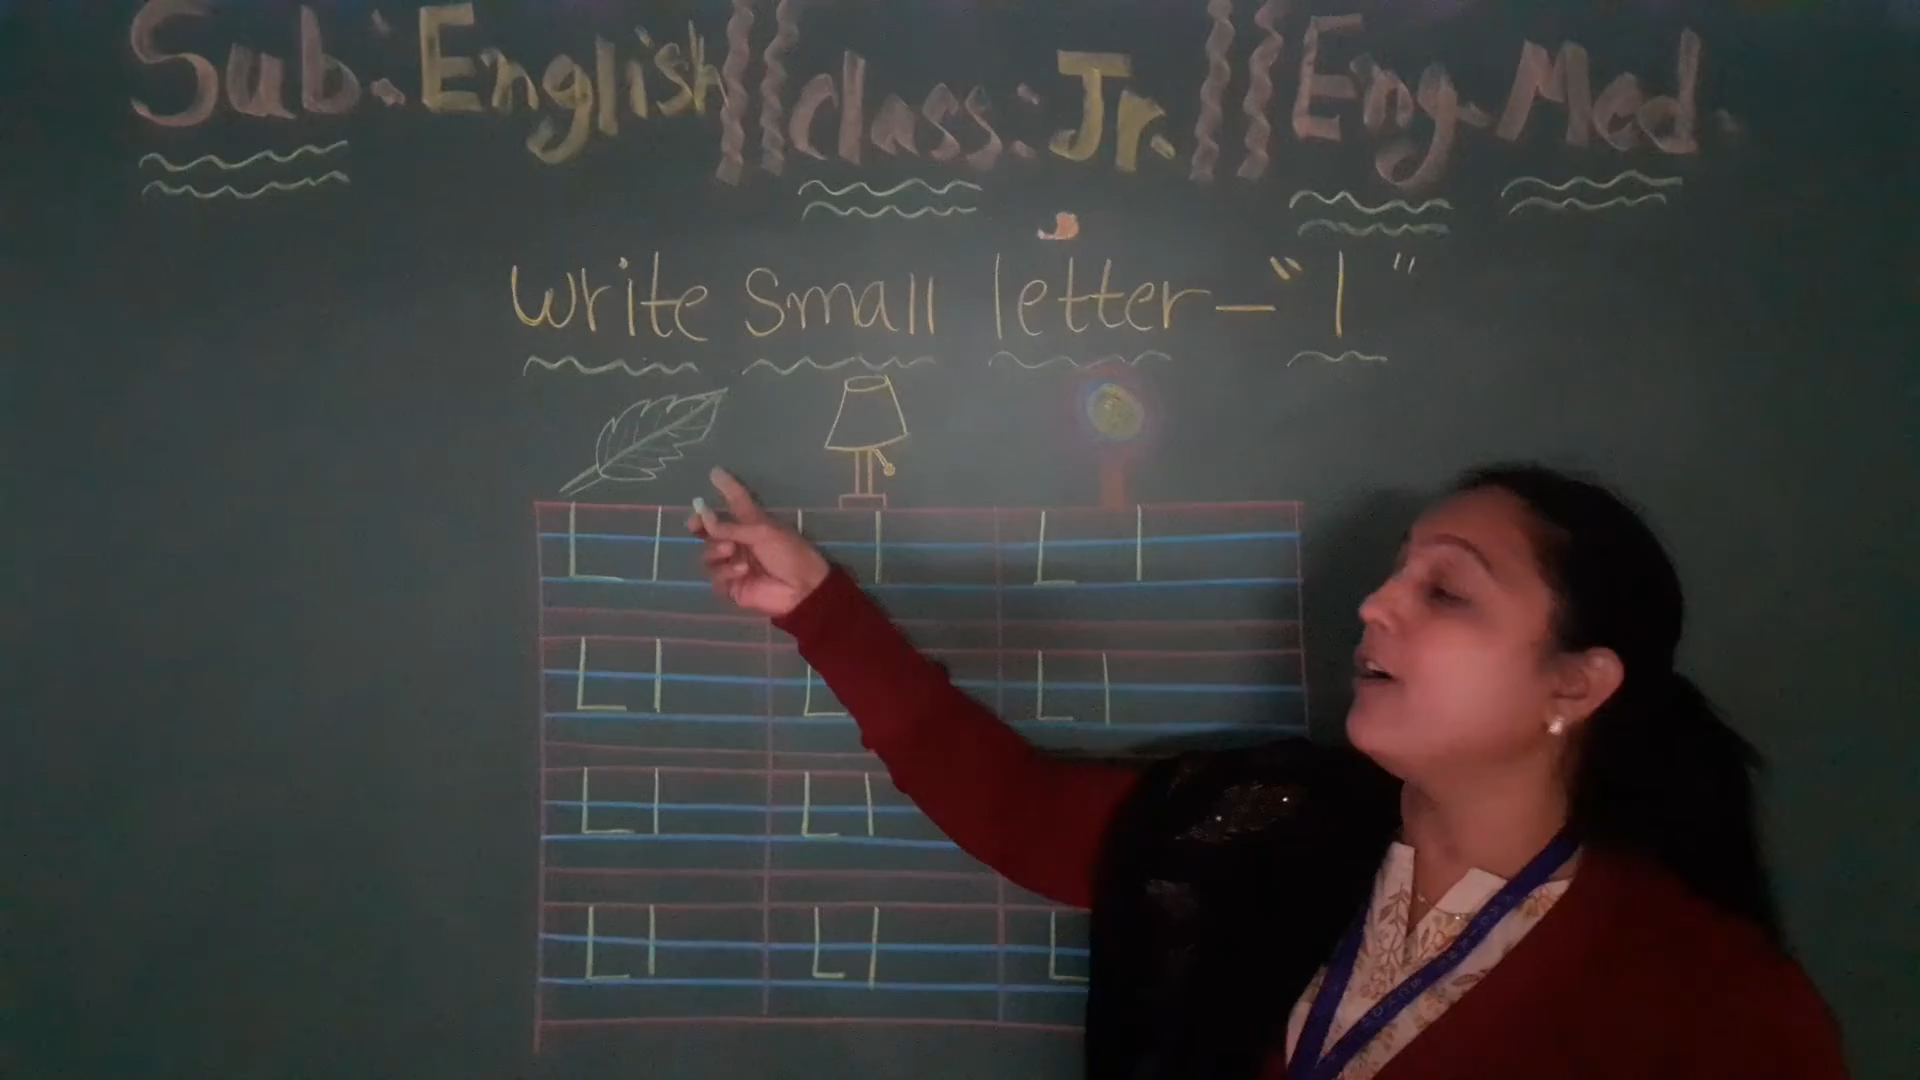 Sub: English class: Jr. Eng. Med.
Write small letter - "l"
L l L l L l
L l L L l
L l L l
L l L l L